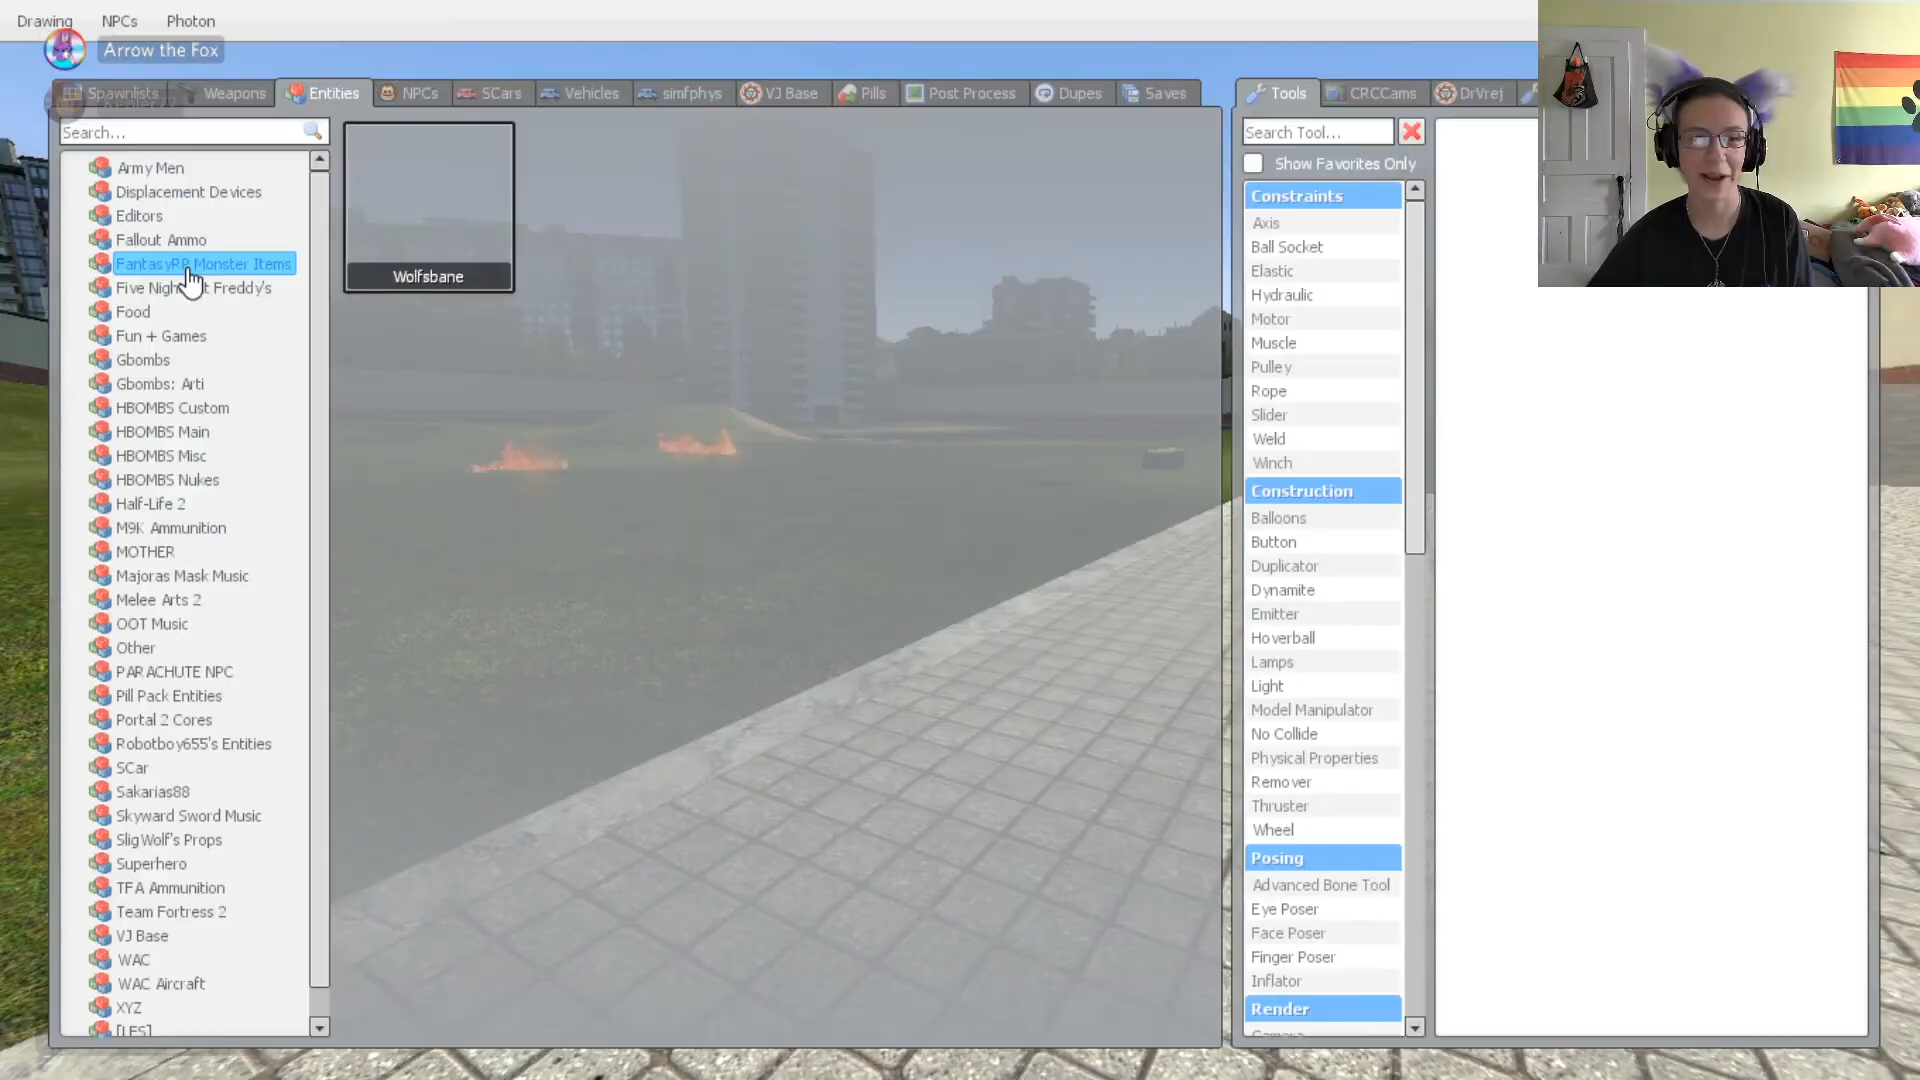 Drawing NPCs Photon
Arrow the Fox
Spawnlists Weapons Entities NPCs SCars Vehicles simfphys VJ Base Pills Post Process Dupes Saves
Search...
Army Men
Displacement Devices
Editors
Fallout Ammo
FantasyRP Monster Items
Five Night t Freddy's
Food
Fun + Games
Gbombs
Gbombs: Arti
HBOMBS Custom
HBOMBS Main
HBOMBS Misc
HBOMBS Nukes
Half-Life 2
M9K Ammunition
MOTHER
Majoras Mask Music
Melee Arts 2
OOT Music
Other
PARACHUTE NPC
Pill Pack Entities
Portal 2 Cores
Robotboy655's Entities
SCar
Sakarias88
Skyward Sword Music
SligWolf's Props
Superhero
TFA Ammunition
Team Fortress 2
VJ Base
WAC
WAC Aircraft
XYZ
[LFS]
Wolfsbane
Tools CRCCams DrVrej
Search Tool...
Show Favorites Only
Constraints
Axis
Ball Socket
Elastic
Hydraulic
Motor
Muscle
Pulley
Rope
Slider
Weld
Winch
Construction
Balloons
Button
Duplicator
Dynamite
Emitter
Hoverball
Lamps
Light
Model Manipulator
No Collide
Physical Properties
Remover
Thruster
Wheel
Posing
Advanced Bone Tool
Eye Poser
Face Poser
Finger Poser
Inflator
Render
Camera